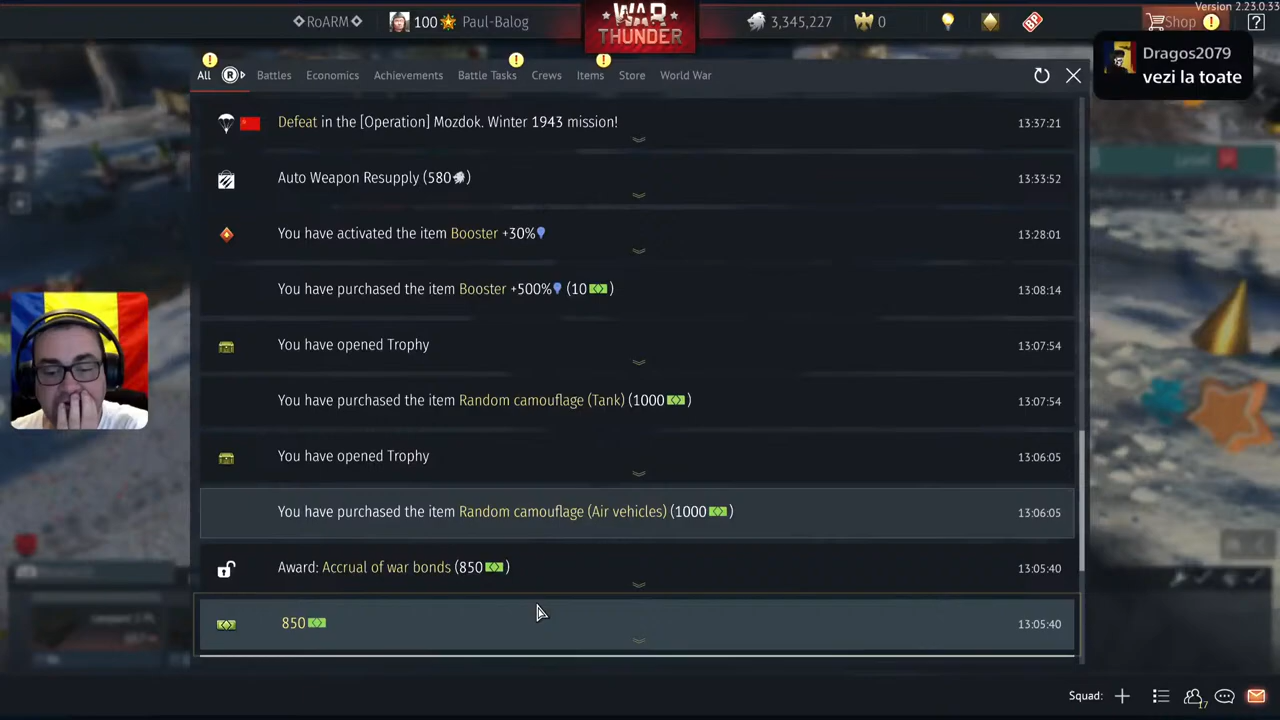 Version 2.23.0.33
RoARM
100 Paul-Balog
WAR
THUNDER
3,345,227
0
BP
Shop
Dragos2079
vezi la toate
All
R
Battles
Economics
Achievements
Battle Tasks
Crews
Items
Store
World War
Defeat in the [Operation] Mozdok. Winter 1943 mission! 13:37:21
Auto Weapon Resupply (580) 13:33:52
You have activated the item Booster +30% 13:28:01
You have purchased the item Booster +500% (10) 13:08:14
You have opened Trophy 13:07:54
You have purchased the item Random camouflage (Tank) (1000) 13:07:54
You have opened Trophy 13:06:05
You have purchased the item Random camouflage (Air vehicles) (1000) 13:06:05
Award: Accrual of war bonds (850) 13:05:40
850 13:05:40
Squad:
17